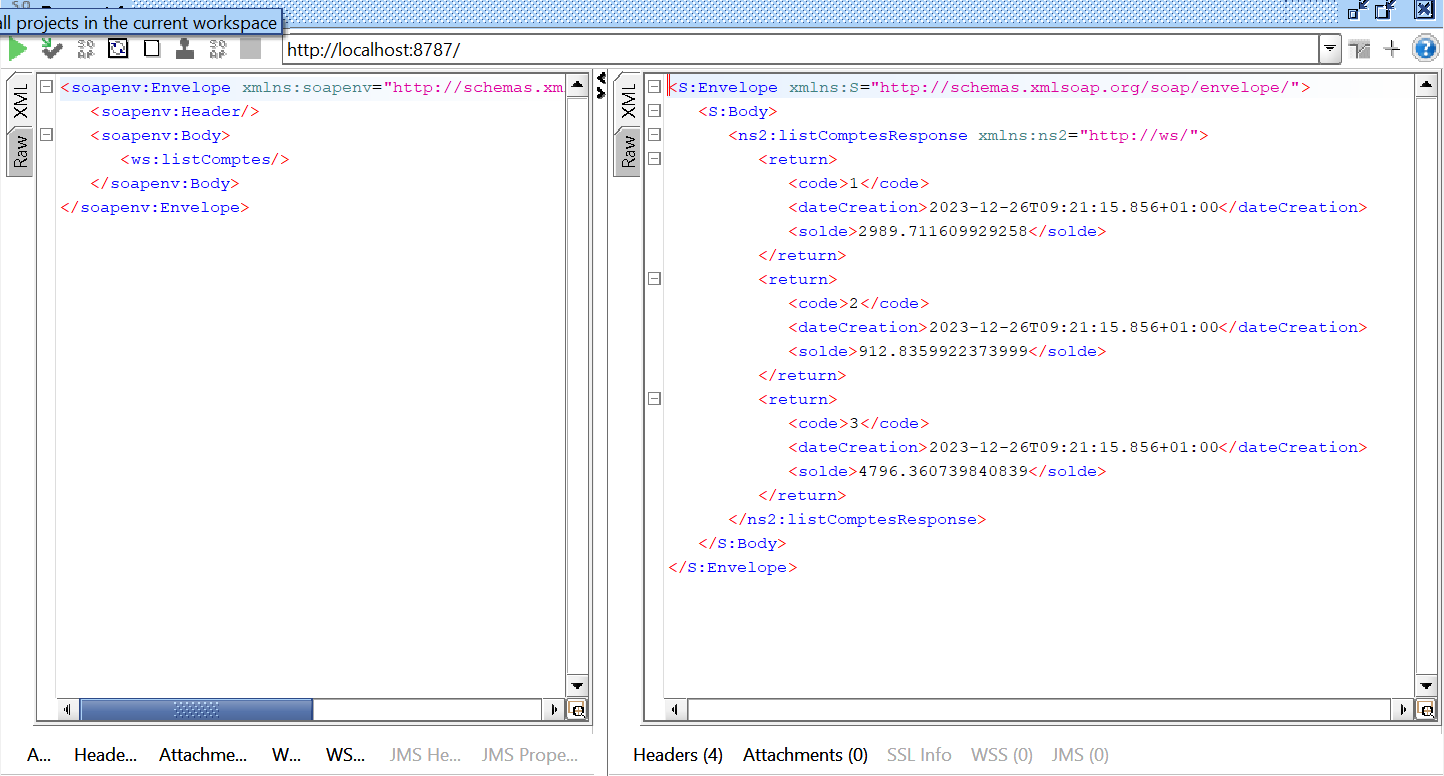 all projects in the current workspace
http://localhost:8787/
XML
Raw
<soapenv:Envelope xmlns:soapenv="http://schemas.xm
<soapenv:Header/>
<soapenv:Body>
<ws:listComptes/>
</soapenv:Body>
</soapenv:Envelope>
XML
Raw
<S:Envelope xmlns:S="http://schemas.xmlsoap.org/soap/envelope/">
<S:Body>
<ns2:listComptesResponse xmlns:ns2="http://ws/">
<return>
<code>1</code>
<dateCreation>2023-12-26T09:21:15.856+01:00</dateCreation>
<solde>2989.711609929258</solde>
</return>
<return>
<code>2</code>
<dateCreation>2023-12-26T09:21:15.856+01:00</dateCreation>
<solde>912.8359922373999</solde>
</return>
<return>
<code>3</code>
<dateCreation>2023-12-26T09:21:15.856+01:00</dateCreation>
<solde>4796.360739840839</solde>
</return>
</ns2:listComptesResponse>
</S:Body>
</S:Envelope>
A... Heade... Attachme... W... WS... JMS He... JMS Prope...
Headers (4) Attachments (0) SSL Info WSS (0) JMS (0)